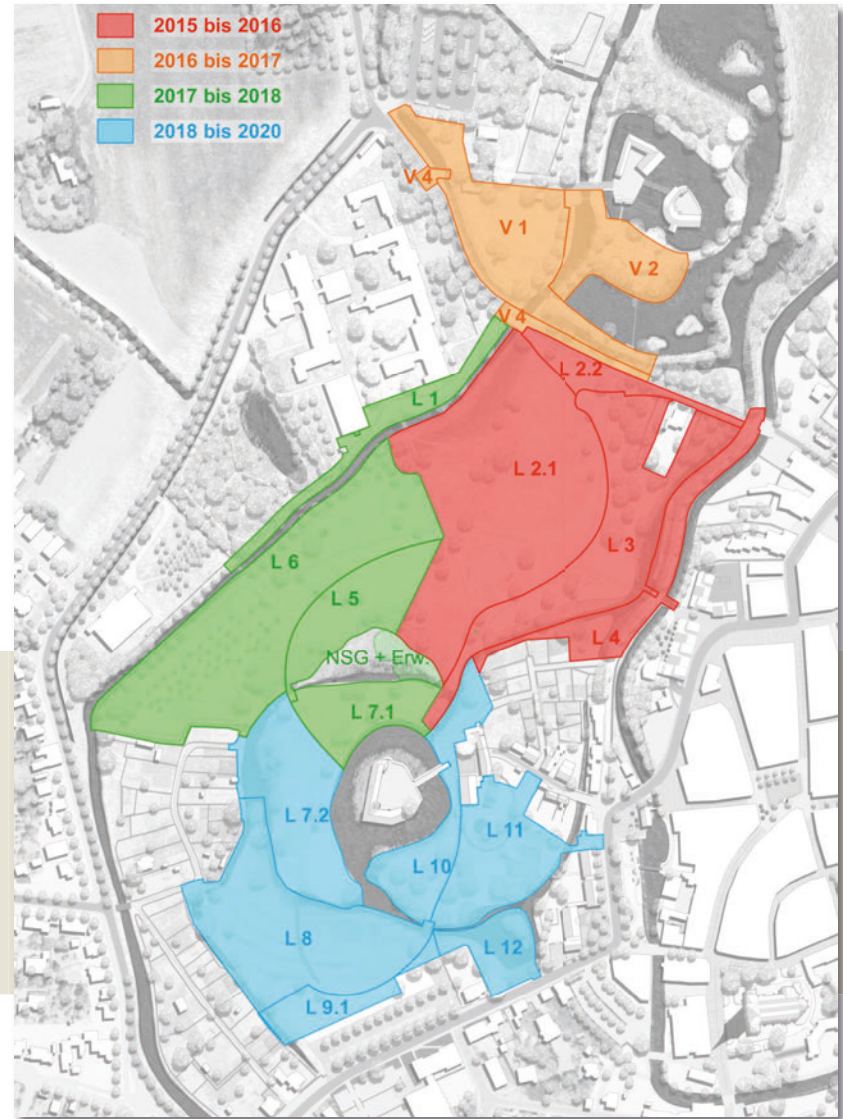 2015 bis 2016
2016 bis 2017
2017 bis 2018
2018 bis 2020
V 4
V 1
V 2
V 4
L 2.2
L 1
L 2.1
L 3
L 6
L 5
L 4
NSG + Erw.
L 7.1
L 7.2
L 11
L 10
L 8
L 12
L 9.1